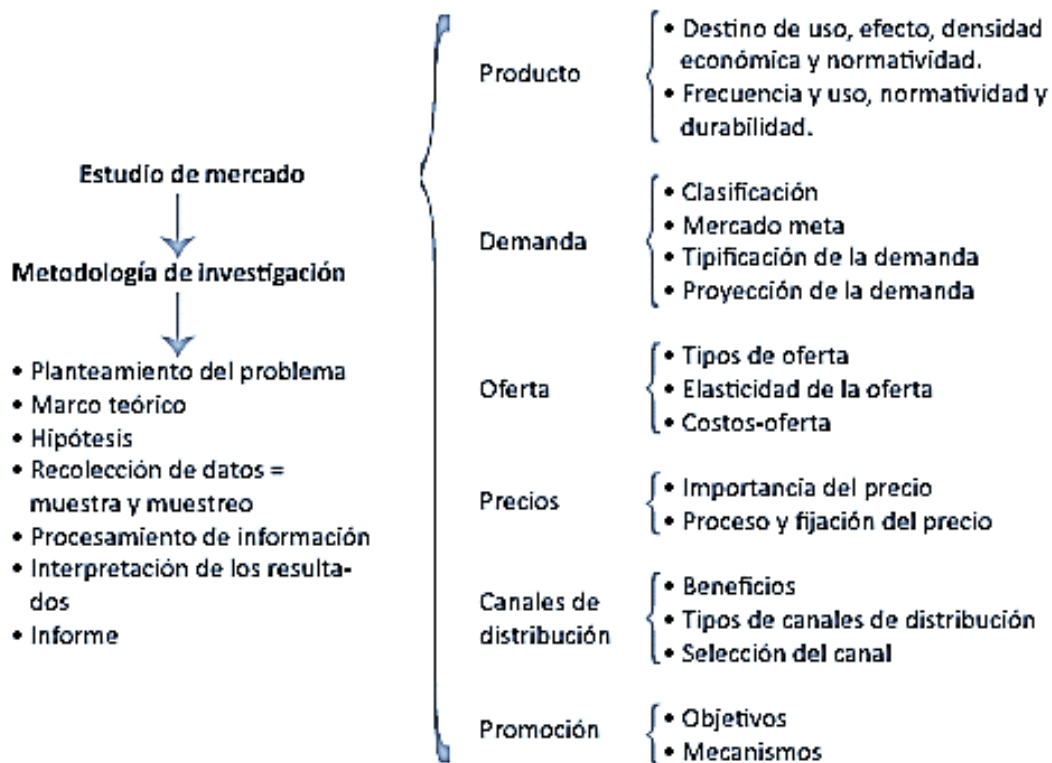 Estudio de mercado
Metodología de investigación
• Planteamiento del problema
• Marco teórico
• Hipótesis
• Recolección de datos =
muestra y muestreo
• Procesamiento de información
• Interpretación de los resulta-
dos
• Informe
Producto
• Destino de uso, efecto, densidad
económica y normatividad.
• Frecuencia y uso, normatividad y
durabilidad.
Demanda
• Clasificación
• Mercado meta
• Tipificación de la demanda
• Proyección de la demanda
Oferta
• Tipos de oferta
• Elasticidad de la oferta
• Costos-oferta
Precios
• Importancia del precio
• Proceso y fijación del precio
Canales de
distribución
• Beneficios
• Tipos de canales de distribución
• Selección del canal
Promoción
• Objetivos
• Mecanismos